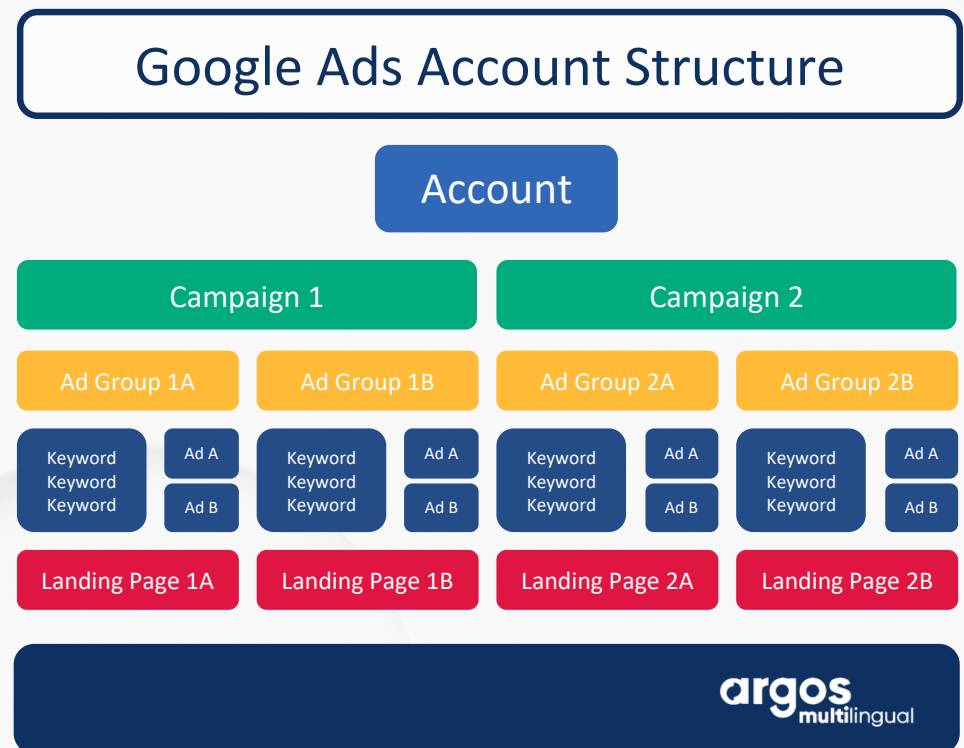 Google Ads Account Structure
Account
Campaign 1
Campaign 2
Ad Group 1A
Ad Group 1B
Ad Group 2A
Ad Group 2B
Keyword
Keyword
Keyword
Ad A
Ad B
Keyword
Keyword
Keyword
Ad A
Ad B
Keyword
Keyword
Keyword
Ad A
Ad B
Keyword
Keyword
Keyword
Ad A
Ad B
Landing Page 1A
Landing Page 1B
Landing Page 2A
Landing Page 2B
argos
multilingual